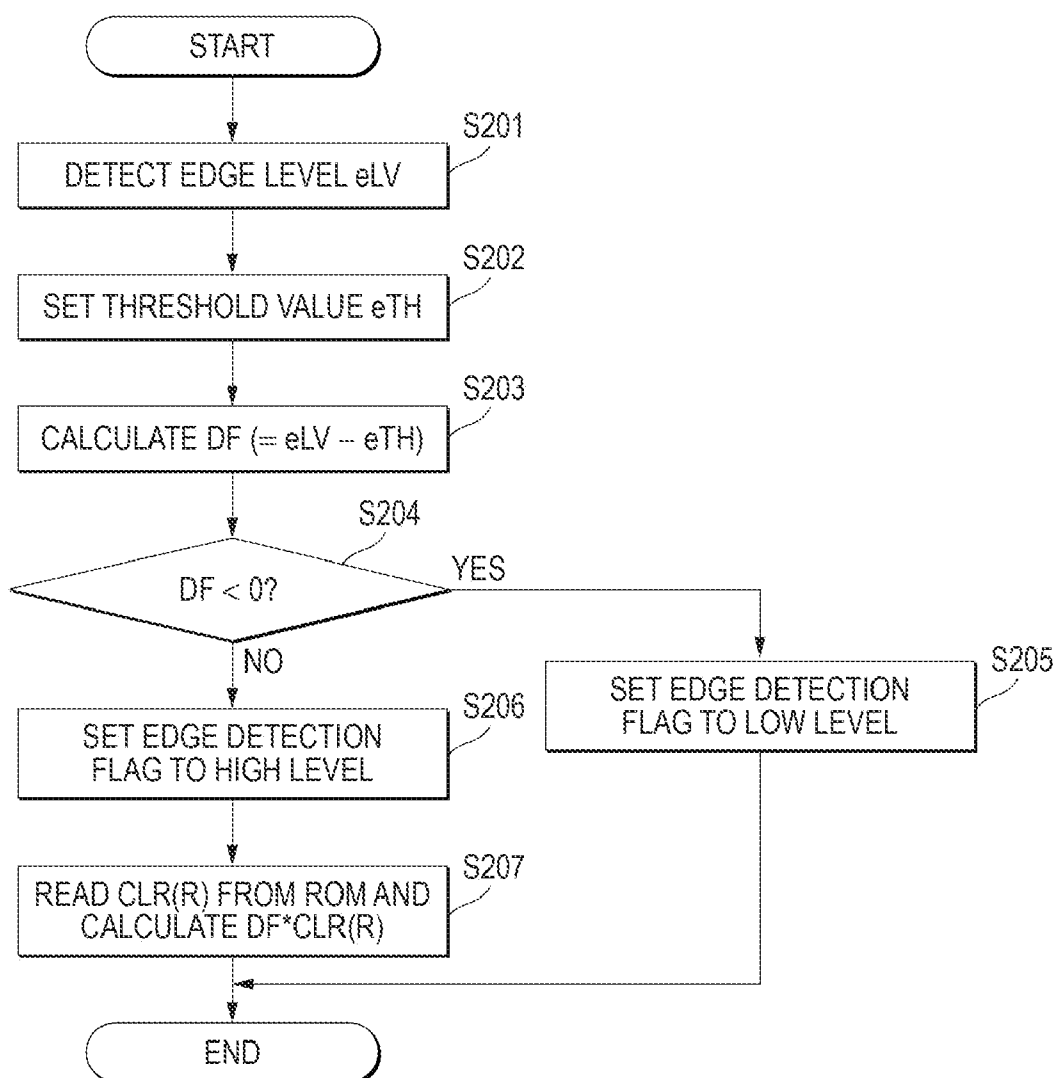 START
S201
DETECT EDGE LEVEL eLV
S202
SET THRESHOLD VALUE eTH
S203
CALCULATE DF (= eLV – eTH)
S204
DF < 0?
YES
NO
S205
SET EDGE DETECTION
FLAG TO LOW LEVEL
S206
SET EDGE DETECTION
FLAG TO HIGH LEVEL
S207
READ CLR(R) FROM ROM AND
CALCULATE DF*CLR(R)
END